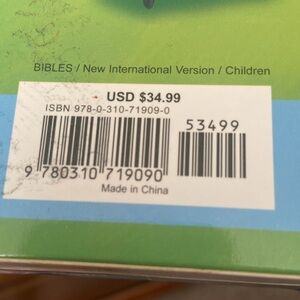 BIBLES / New International Version / Children
USD $34.99
ISBN 978-0-310-71909-0
53499
9 780310 719090
Made in China